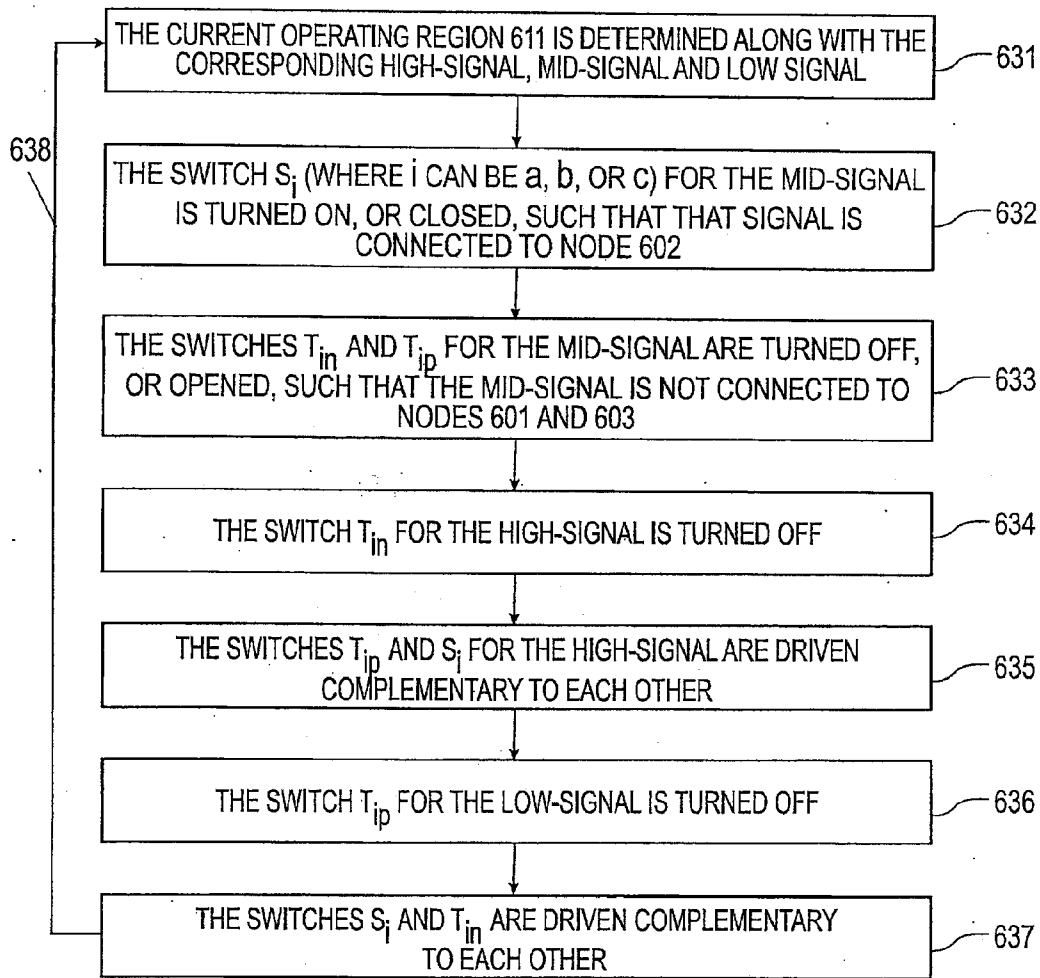 THE CURRENT OPERATING REGION 611 IS DETERMINED ALONG WITH THE
CORRESPONDING HIGH-SIGNAL, MID-SIGNAL AND LOW SIGNAL
631
638
THE SWITCH Si (WHERE i CAN BE a, b, OR c) FOR THE MID-SIGNAL
IS TURNED ON, OR CLOSED, SUCH THAT THAT SIGNAL IS
CONNECTED TO NODE 602
632
THE SWITCHES Tin AND Tip FOR THE MID-SIGNAL ARE TURNED OFF,
OR OPENED, SUCH THAT THE MID-SIGNAL IS NOT CONNECTED TO
NODES 601 AND 603
633
THE SWITCH Tin FOR THE HIGH-SIGNAL IS TURNED OFF
634
THE SWITCHES Tip AND Si FOR THE HIGH-SIGNAL ARE DRIVEN
COMPLEMENTARY TO EACH OTHER
635
THE SWITCH Tip FOR THE LOW-SIGNAL IS TURNED OFF
636
THE SWITCHES Si AND Tin ARE DRIVEN COMPLEMENTARY
TO EACH OTHER
637